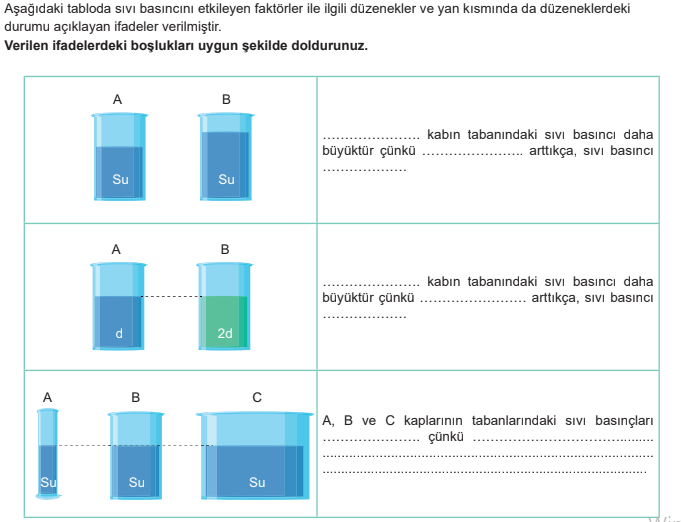 Aşağıdaki tabloda sıvı basıncını etkileyen faktörler ile ilgili düzenekler ve yan kısmında da düzeneklerdeki
durumu açıklayan ifadeler verilmiştir.
Verilen ifadelerdeki boşlukları uygun şekilde doldurunuz.
A B
Su Su
........................ kabın tabanındaki sıvı basıncı daha
büyüktür çünkü ......................... arttıkça, sıvı basıncı
.....................
A B
d 2d
........................ kabın tabanındaki sıvı basıncı daha
büyüktür çünkü .......................... arttıkça, sıvı basıncı
.....................
A B C
Su Su Su
A, B ve C kaplarının tabanlarındaki sıvı basınçları
........................ çünkü .............................................
...................................................................................
.................................................................................